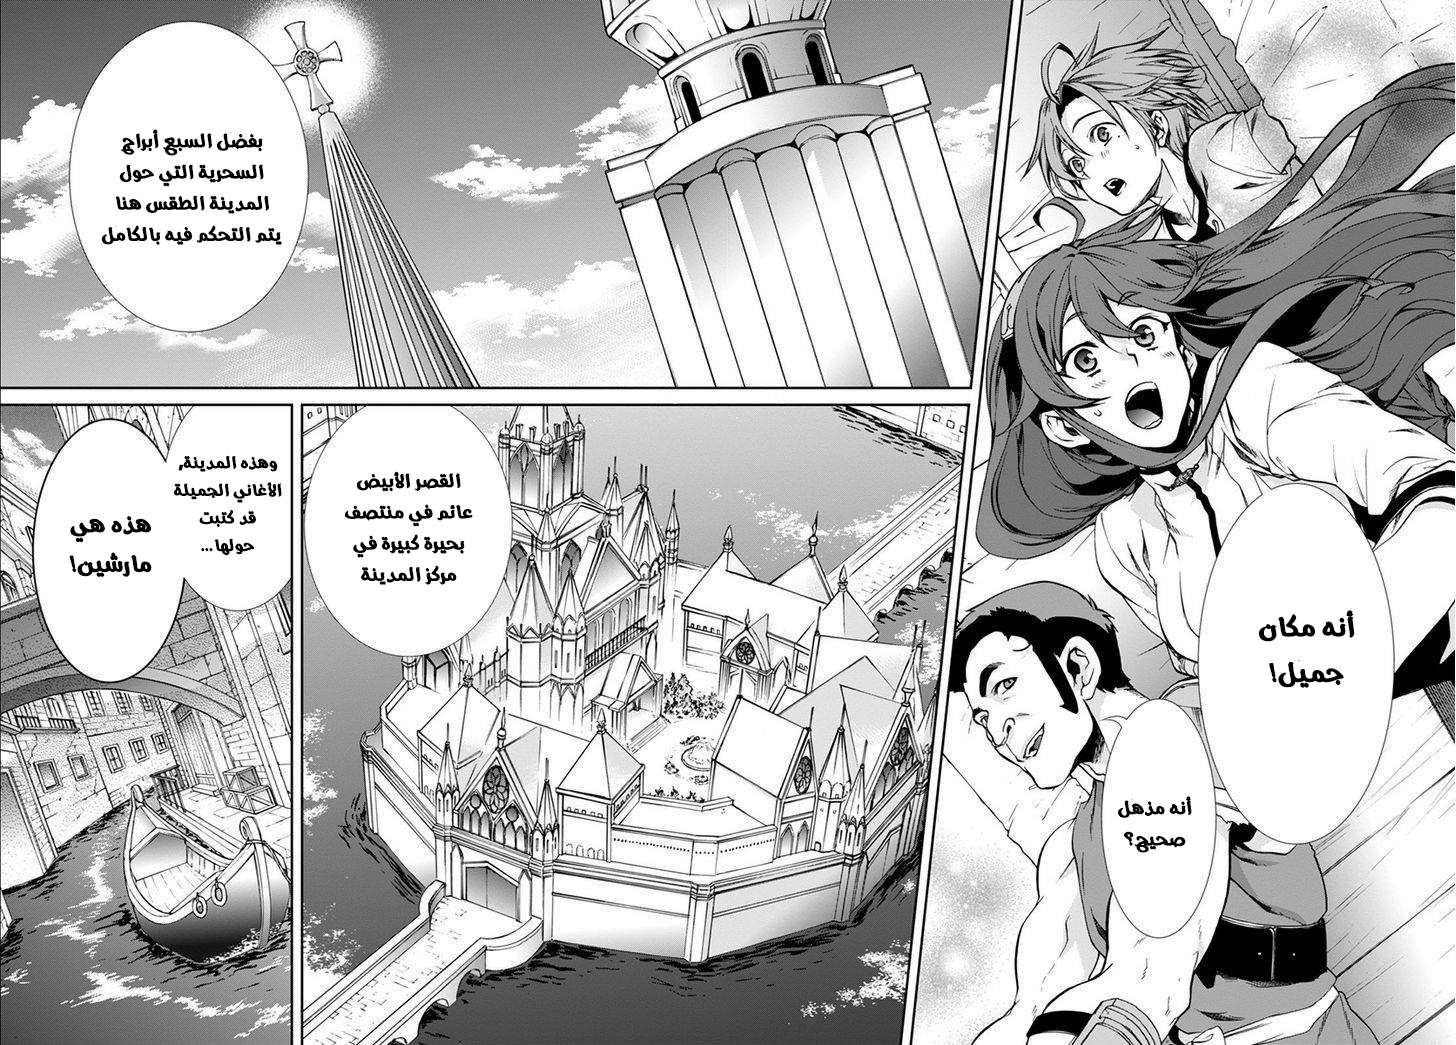 أنه مكان
جميل!
أنه مذهل
صحيح؟
بفضل السبع أبراج
السحرية التي حول
المدينة الطقس هنا
يتم التحكم فيه بالكامل
القصر الأبيض
عائم في منتصف
بحيرة كبيرة في
مركز المدينة
وهذه المدينة,
الأغاني الجميلة
قد كتبت
حولها...
هذه هي
مارشين!